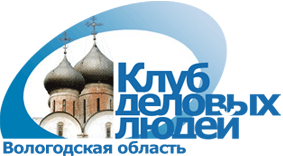 Клуб
деловых
людей
Вологодская область